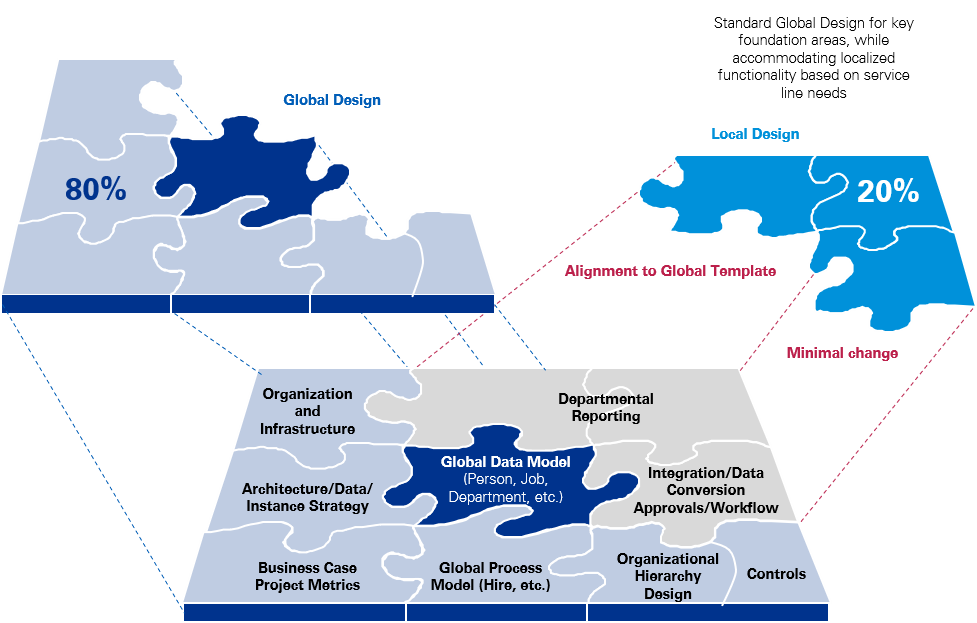 Standard Global Design for key
foundation areas, while
accommodating localized
functionality based on service
line needs
Global Design
Local Design
80%
20%
Alignment to Global Template
Minimal change
Organization
and
Infrastructure
Departmental
Reporting
Architecture/Data/
Instance Strategy
Global Data Model
(Person, Job,
Department, etc.)
Integration/Data
Conversion
Approvals/Workflow
Business Case
Project Metrics
Global Process
Model (Hire, etc.)
Organizational
Hierarchy
Design
Controls